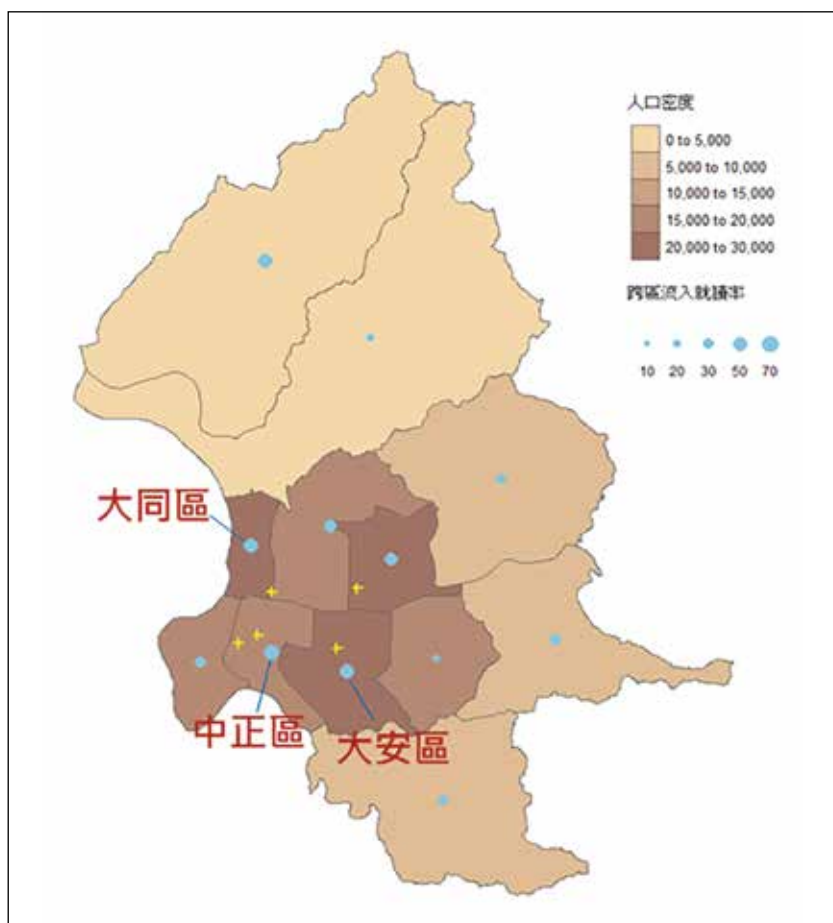 人口密度
0 to 5,000
5,000 to 10,000
10,000 to 15,000
15,000 to 20,000
20,000 to 30,000
跨區流入就讀率
10 20 30 50 70
大同區
中正區
大安區